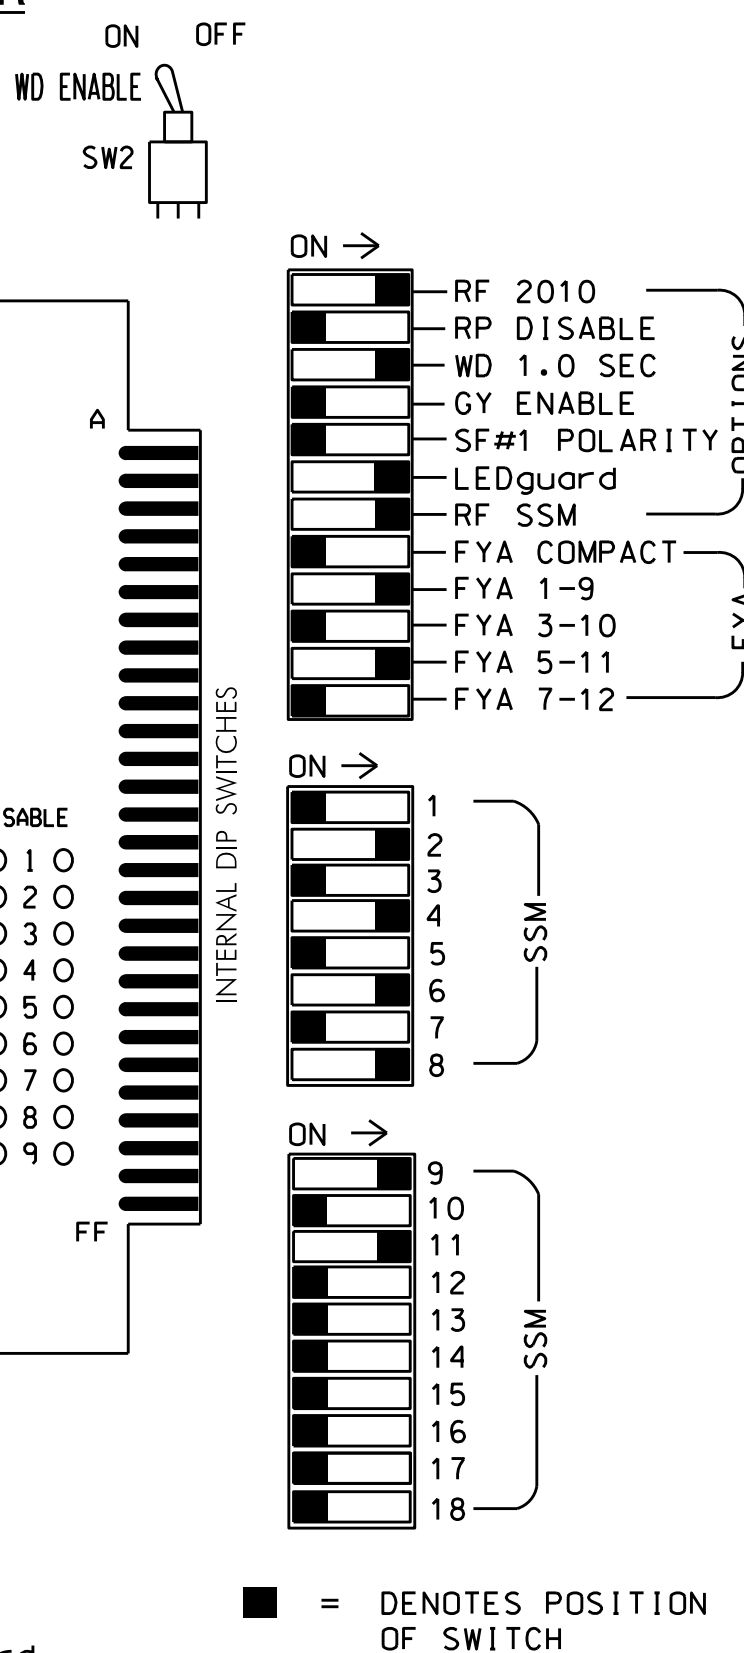 ON OFF
WD ENABLE
SW2
ON
RF 2010
RP DISABLE
WD 1.0 SEC
GY ENABLE
SF#1 POLARITY
LEDguard
RF SSM
OPTIONS
FYA COMPACT
FYA 1-9
FYA 3-10
FYA 5-11
FYA 7-12
FYA
A
FF
INTERNAL DIP SWITCHES
SABLE
1
2
3
4
5
6
7
8
9
ON
1
2
3
4
5
6
7
8
SSM
ON
9
10
11
12
13
14
15
16
17
18
SSM
= DENOTES POSITION
OF SWITCH